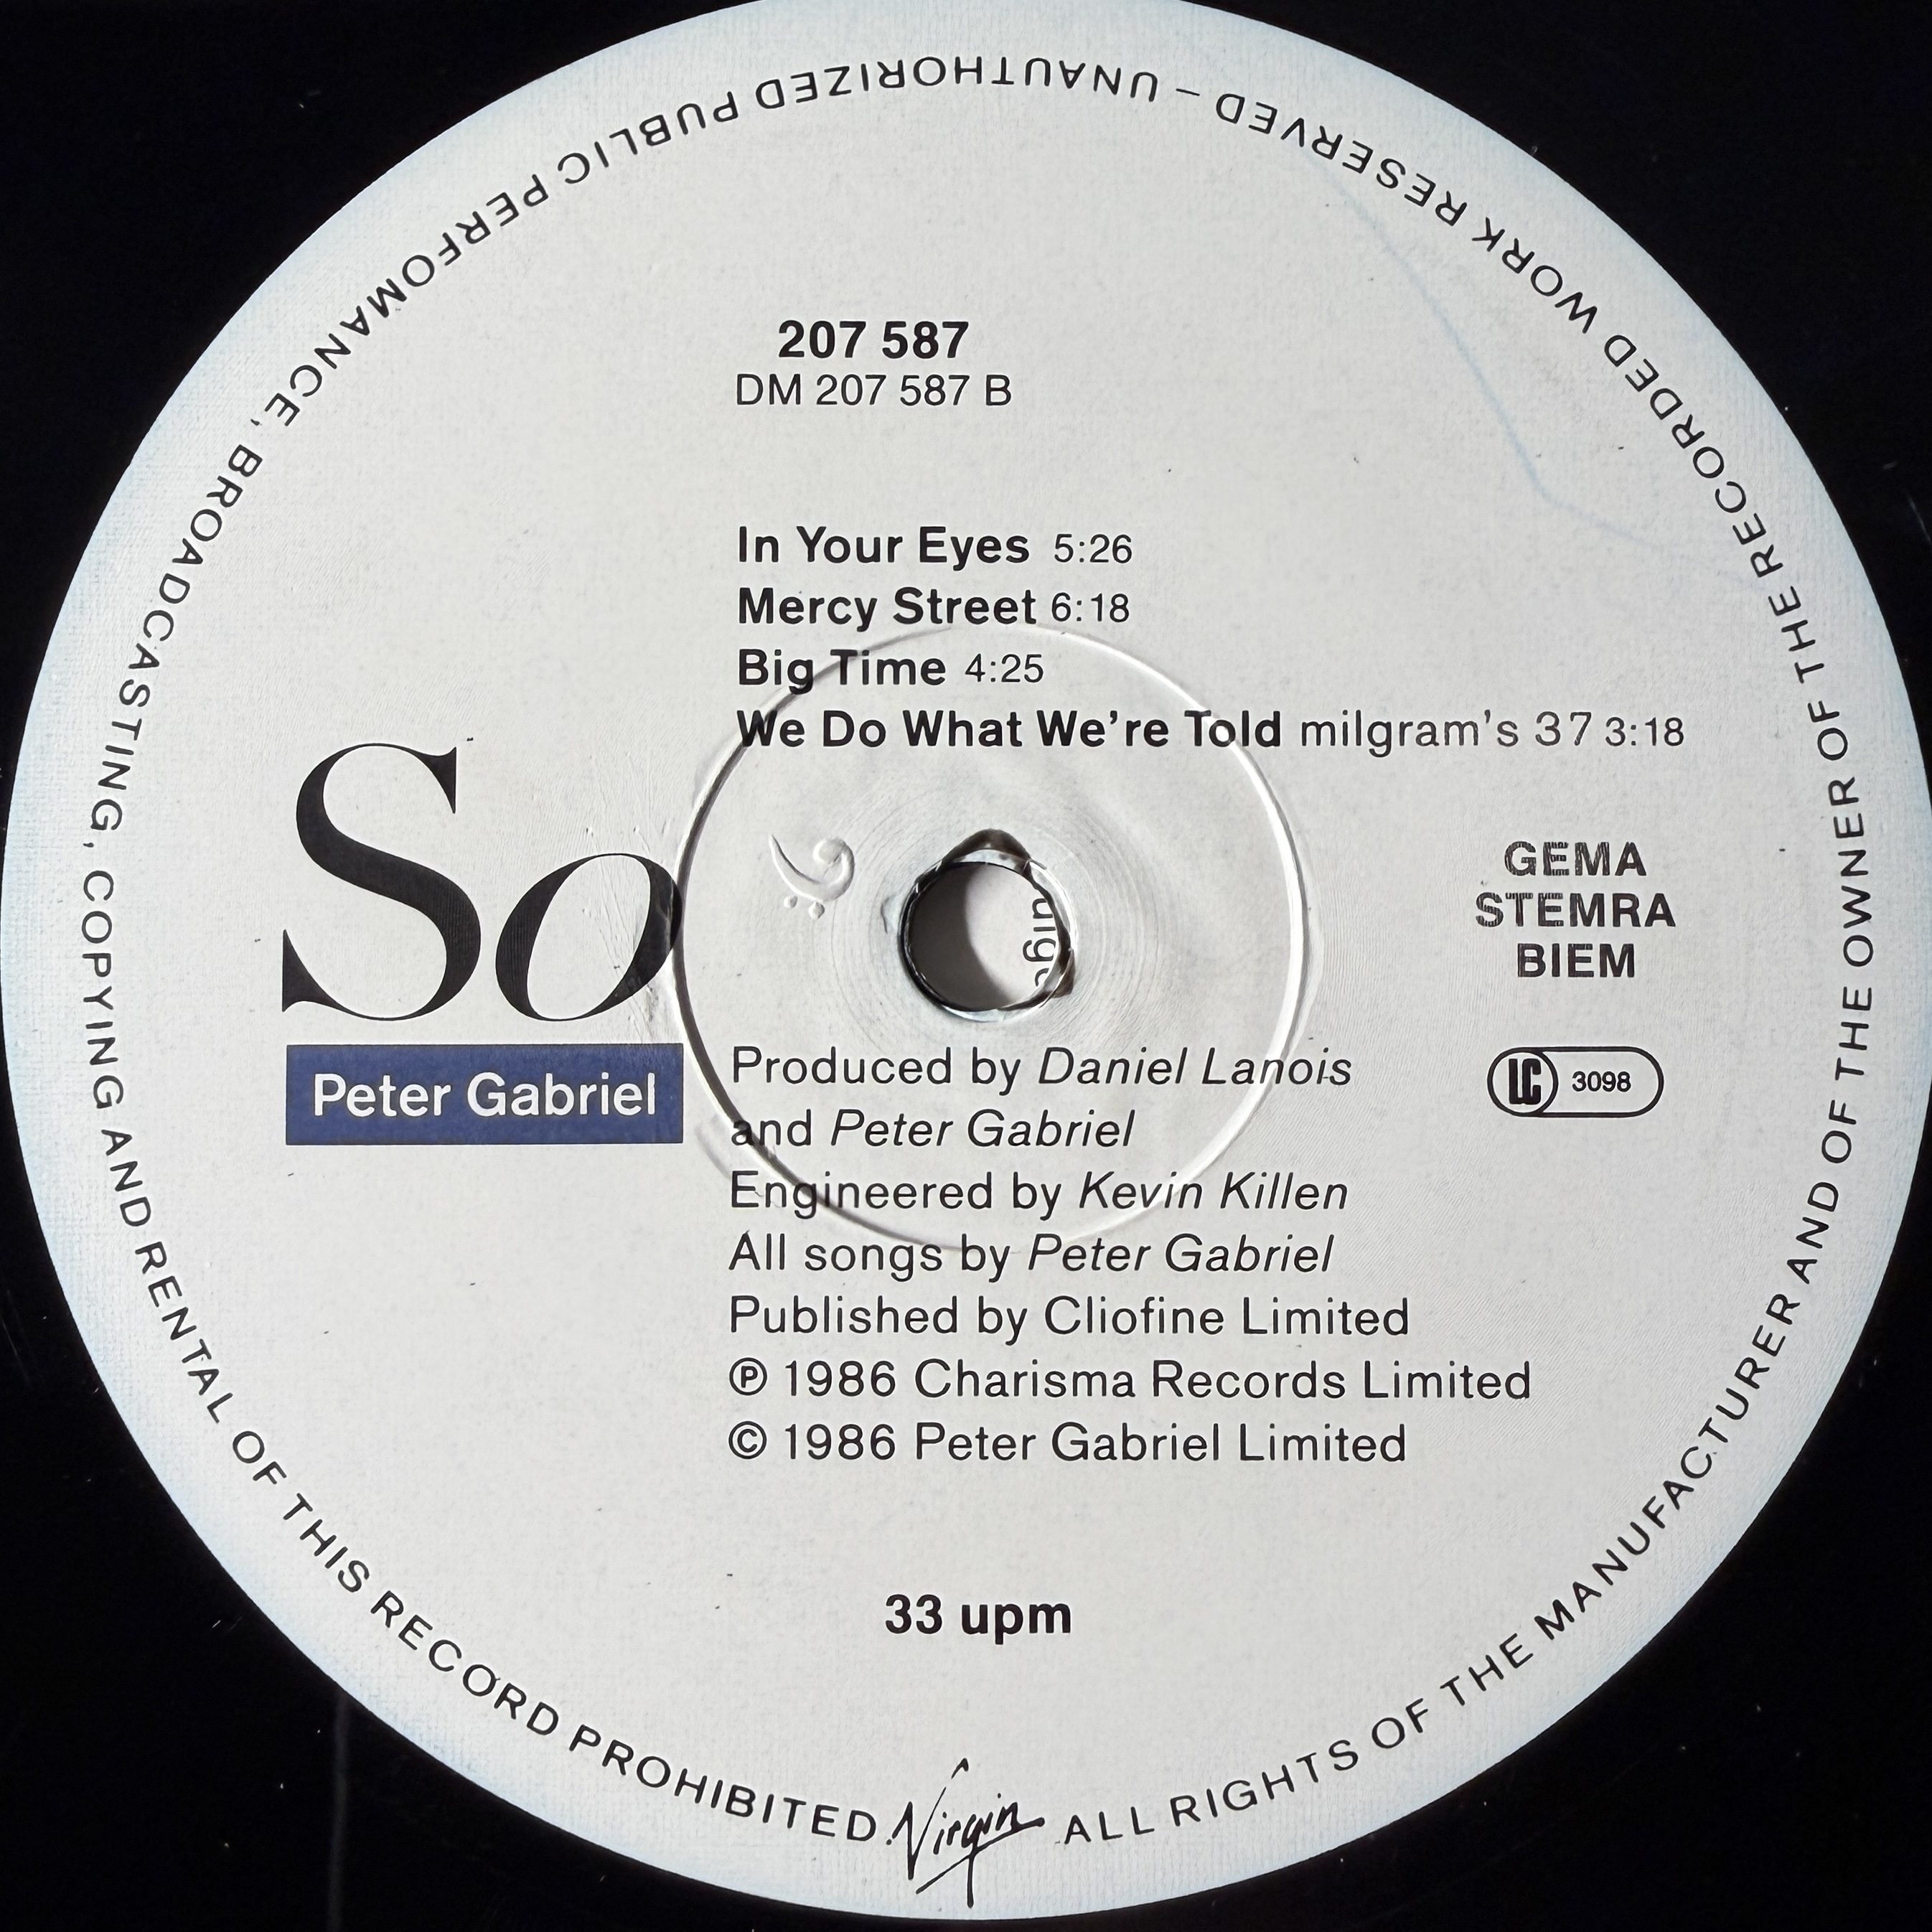 207 587
DM 207 587 B
In Your Eyes 5:26
Mercy Street 6:18
Big Time 4:25
We Do What We're Told milgram's 37 3:18
So
Peter Gabriel
GEMA
STEMRA
BIEM
LC 3098
Produced by Daniel Lanois
and Peter Gabriel
Engineered by Kevin Killen
All songs by Peter Gabriel
Published by Cliofine Limited
℗ 1986 Charisma Records Limited
© 1986 Peter Gabriel Limited
33 upm
Virgin
ALL RIGHTS OF THE MANUFACTURER AND OF THE OWNER OF THE RECORDED WORK RESERVED – UNAUTHORIZED PUBLIC PERFOMANCE, BROADCASTING, COPYING AND RENTAL OF THIS RECORD PROHIBITED.